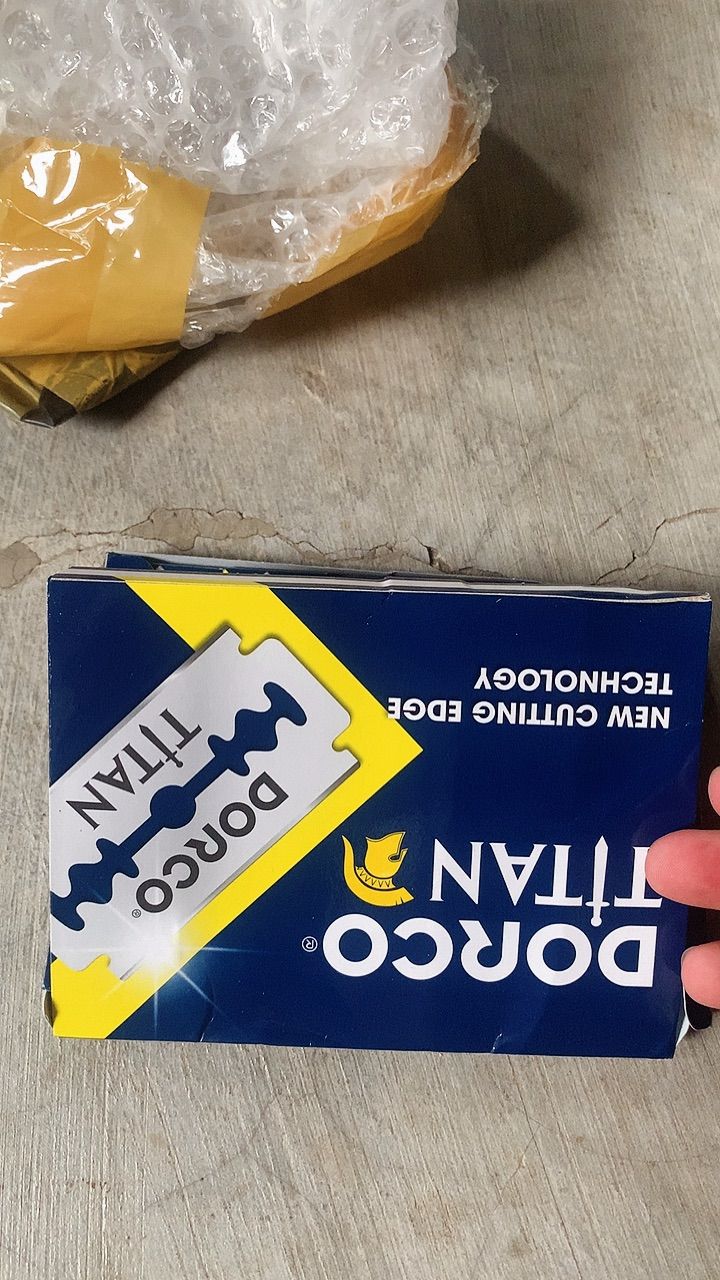 DORCO®
TITAN
NEW CUTTING EDGE
TECHNOLOGY
DORCO®
TITAN